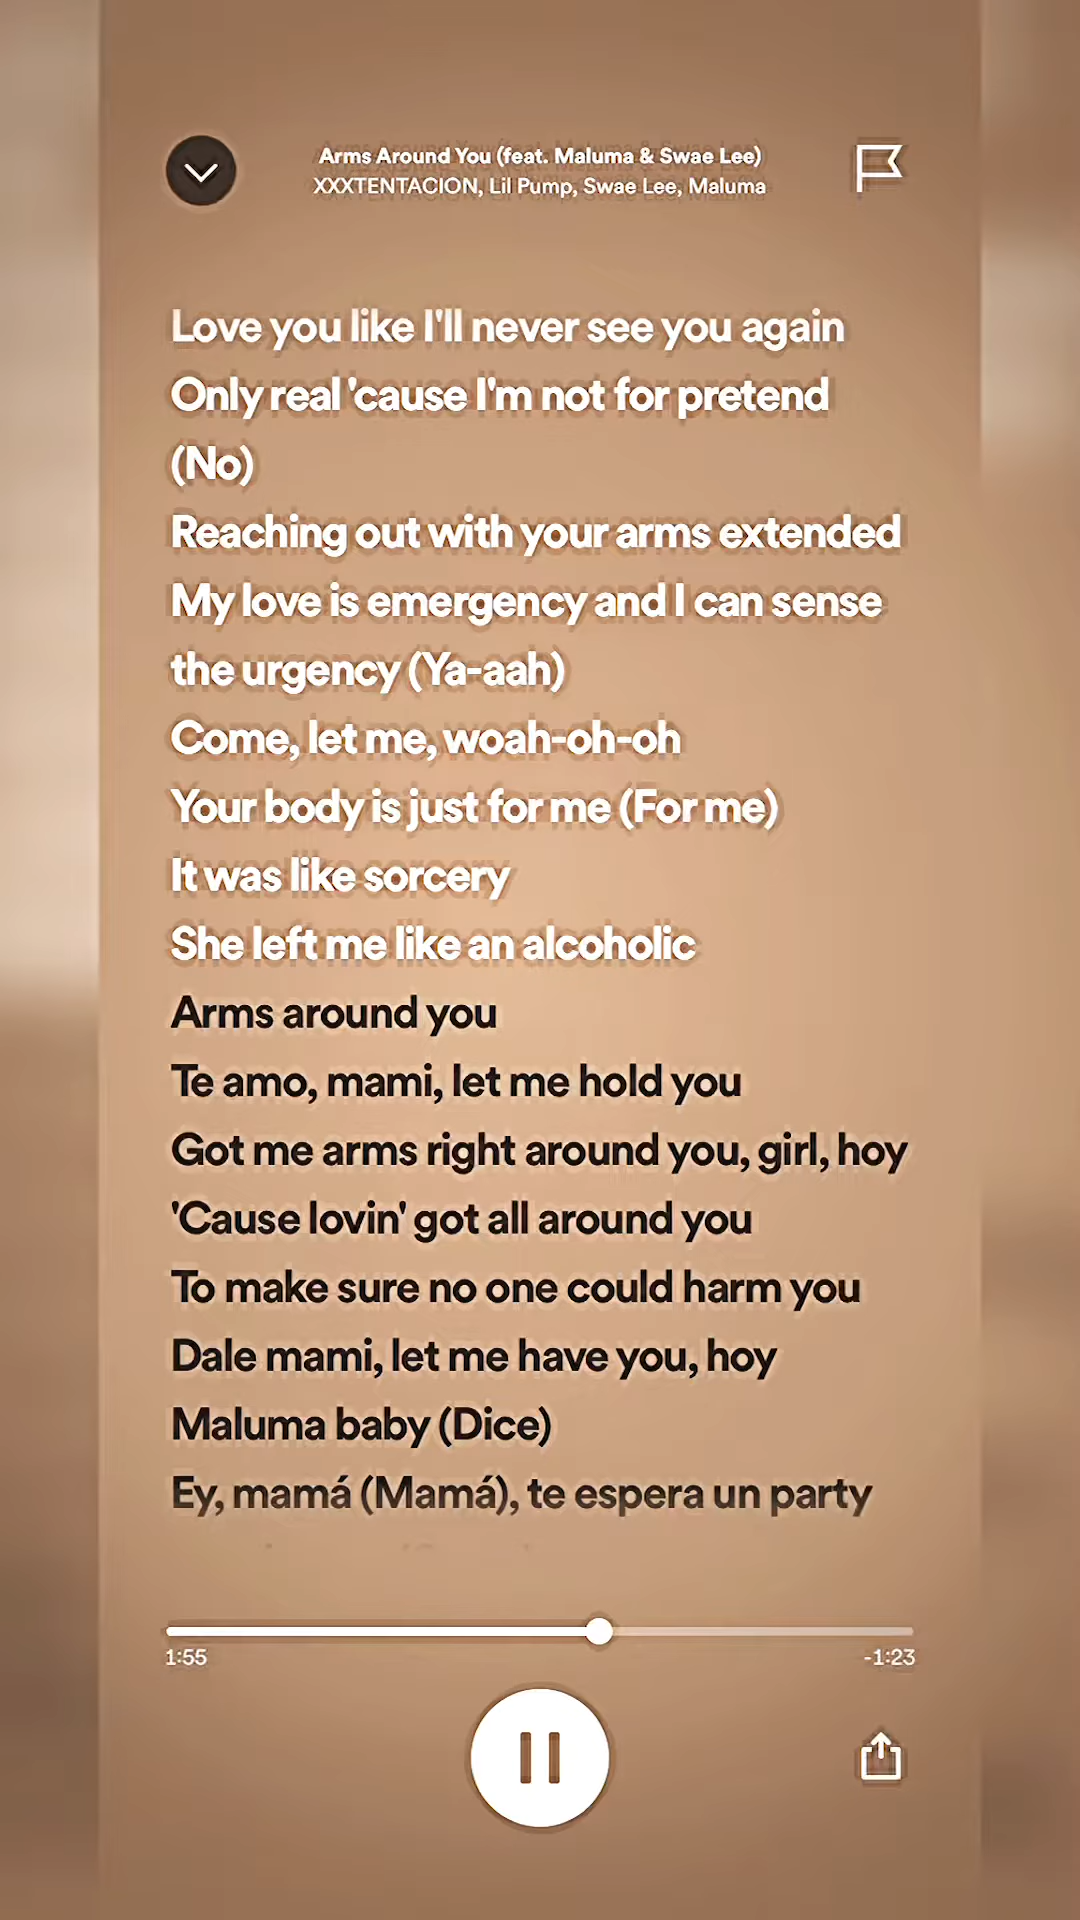 Arms Around You (feat. Maluma & Swae Lee)
XXXTENTACION, Lil Pump, Swae Lee, Maluma
Love you like I'll never see you again
Only real 'cause I'm not for pretend
(No)
Reaching out with your arms extended
My love is emergency and I can sense
the urgency (Ya-aah)
Come, let me, woah-oh-oh
Your body is just for me (For me)
It was like sorcery
She left me like an alcoholic
Arms around you
Te amo, mami, let me hold you
Got me arms right around you, girl, hoy
'Cause lovin' got all around you
To make sure no one could harm you
Dale mami, let me have you, hoy
Maluma baby (Dice)
Ey, mamá (Mamá), te espera un party
1:55
-1:23